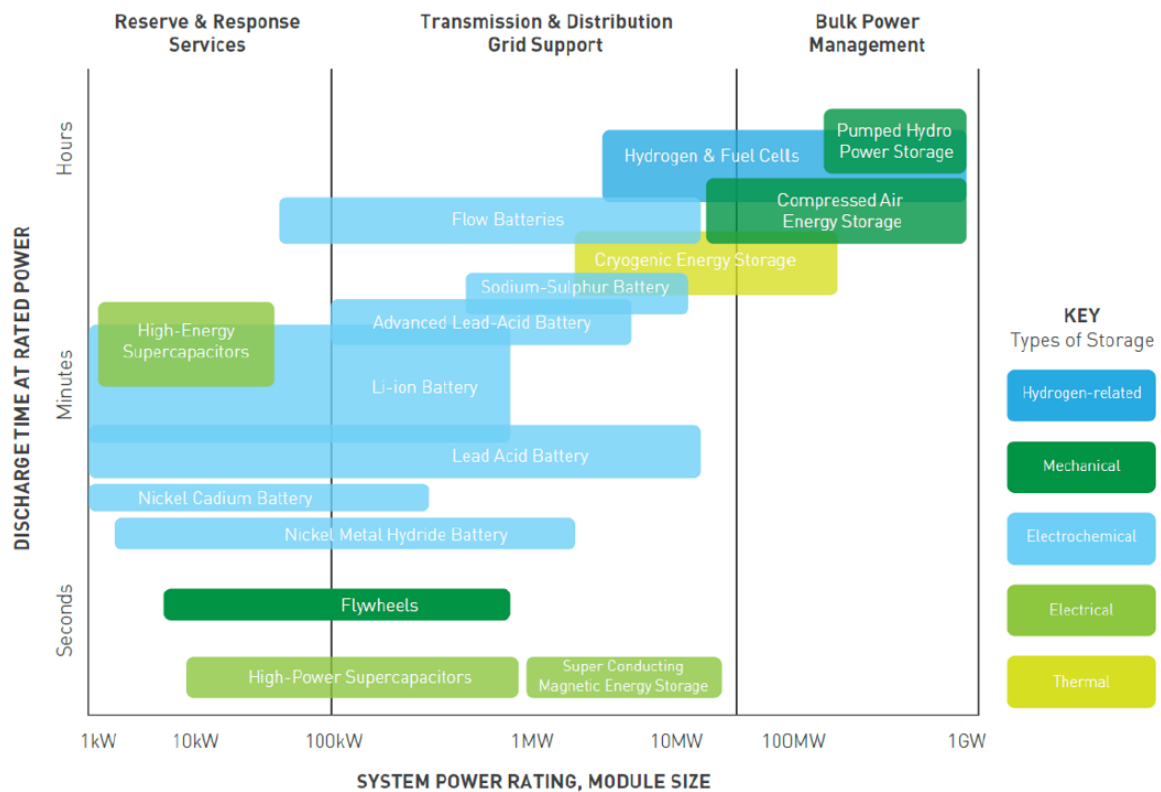 Reserve & Response
Services
Transmission & Distribution
Grid Support
Bulk Power
Management
DISCHARGE TIME AT RATED POWER
Hours
Minutes
Seconds
Pumped Hydro
Power Storage
Hydrogen & Fuel Cells
Compressed Air
Energy Storage
Flow Batteries
Cryogenic Energy Storage
Sodium-Sulphur Battery
Advanced Lead-Acid Battery
High-Energy
Supercapacitors
Li-ion Battery
Lead Acid Battery
Nickel Cadium Battery
Nickel Metal Hydride Battery
Flywheels
High-Power Supercapacitors
Super Conducting
Magnetic Energy Storage
1kW
10kW
100kW
1MW
10MW
100MW
1GW
SYSTEM POWER RATING, MODULE SIZE
KEY
Types of Storage
Hydrogen-related
Mechanical
Electrochemical
Electrical
Thermal